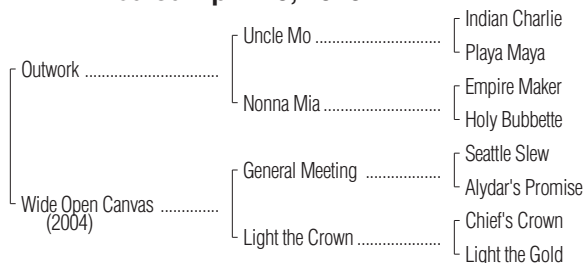 Uncle Mo
Indian Charlie
Playa Maya
Outwork
Nonna Mia
Empire Maker
Holy Bubbette
General Meeting
Seattle Slew
Alydar's Promise
Wide Open Canvas
(2004)
Light the Crown
Chief's Crown
Light the Gold